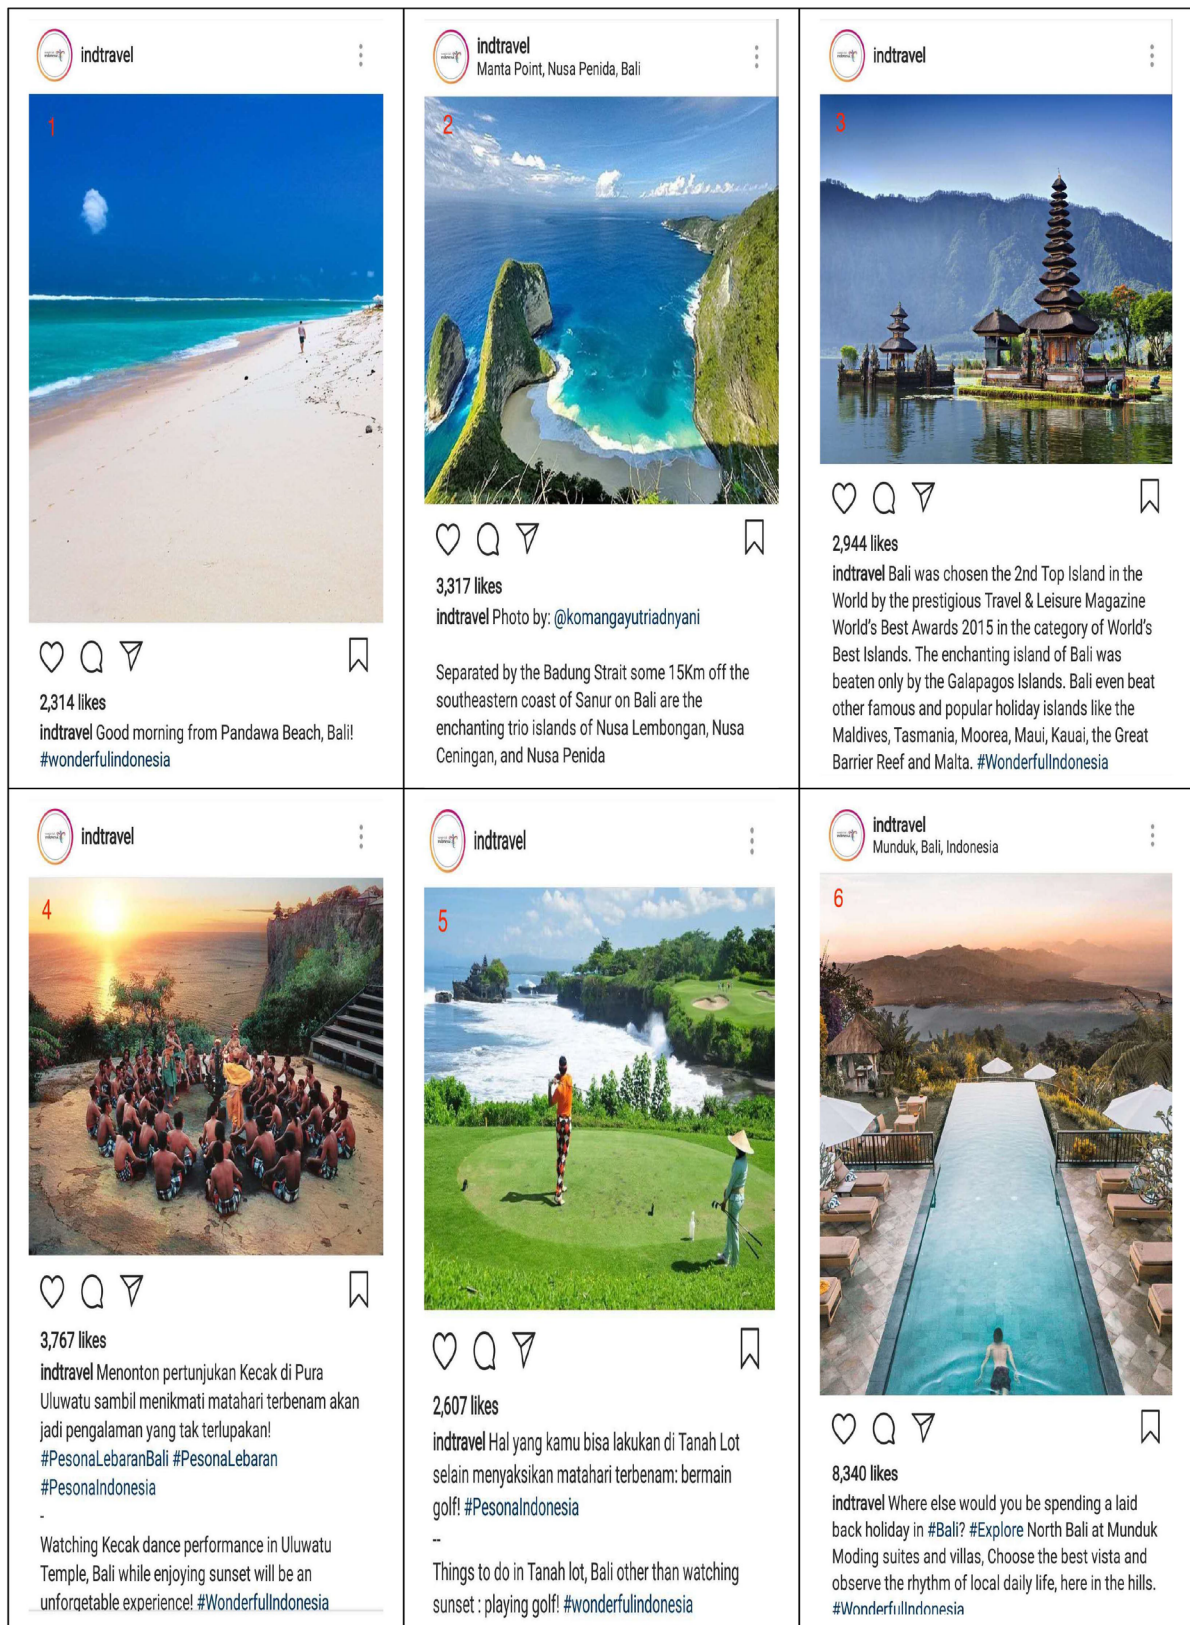 indtravel
1
2,314 likes
indtravel Good morning from Pandawa Beach, Bali!
#wonderfulindonesia
indtravel
Manta Point, Nusa Penida, Bali
2
3,317 likes
indtravel Photo by: @komangayutriadnyani
Separated by the Badung Strait some 15Km off the
southeastern coast of Sanur on Bali are the
enchanting trio islands of Nusa Lembongan, Nusa
Ceningan, and Nusa Penida
indtravel
3
2,944 likes
indtravel Bali was chosen the 2nd Top Island in the
World by the prestigious Travel & Leisure Magazine
World's Best Awards 2015 in the category of World's
Best Islands. The enchanting island of Bali was
beaten only by the Galapagos Islands. Bali even beat
other famous and popular holiday islands like the
Maldives, Tasmania, Moorea, Maui, Kauai, the Great
Barrier Reef and Malta. #WonderfulIndonesia
indtravel
4
3,767 likes
indtravel Menonton pertunjukan Kecak di Pura
Uluwatu sambil menikmati matahari terbenam akan
jadi pengalaman yang tak terlupakan!
#PesonaLebaranBali #PesonaLebaran
#PesonaIndonesia
-
Watching Kecak dance performance in Uluwatu
Temple, Bali while enjoying sunset will be an
unforgetable experience! #WonderfulIndonesia
indtravel
5
2,607 likes
indtravel Hal yang kamu bisa lakukan di Tanah Lot
selain menyaksikan matahari terbenam: bermain
golf! #PesonaIndonesia
--
Things to do in Tanah lot, Bali other than watching
sunset : playing golf! #wonderfulindonesia
indtravel
Munduk, Bali, Indonesia
6
8,340 likes
indtravel Where else would you be spending a laid
back holiday in #Bali? #Explore North Bali at Munduk
Moding suites and villas, Choose the best vista and
observe the rhythm of local daily life, here in the hills.
#WonderfulIndonesia